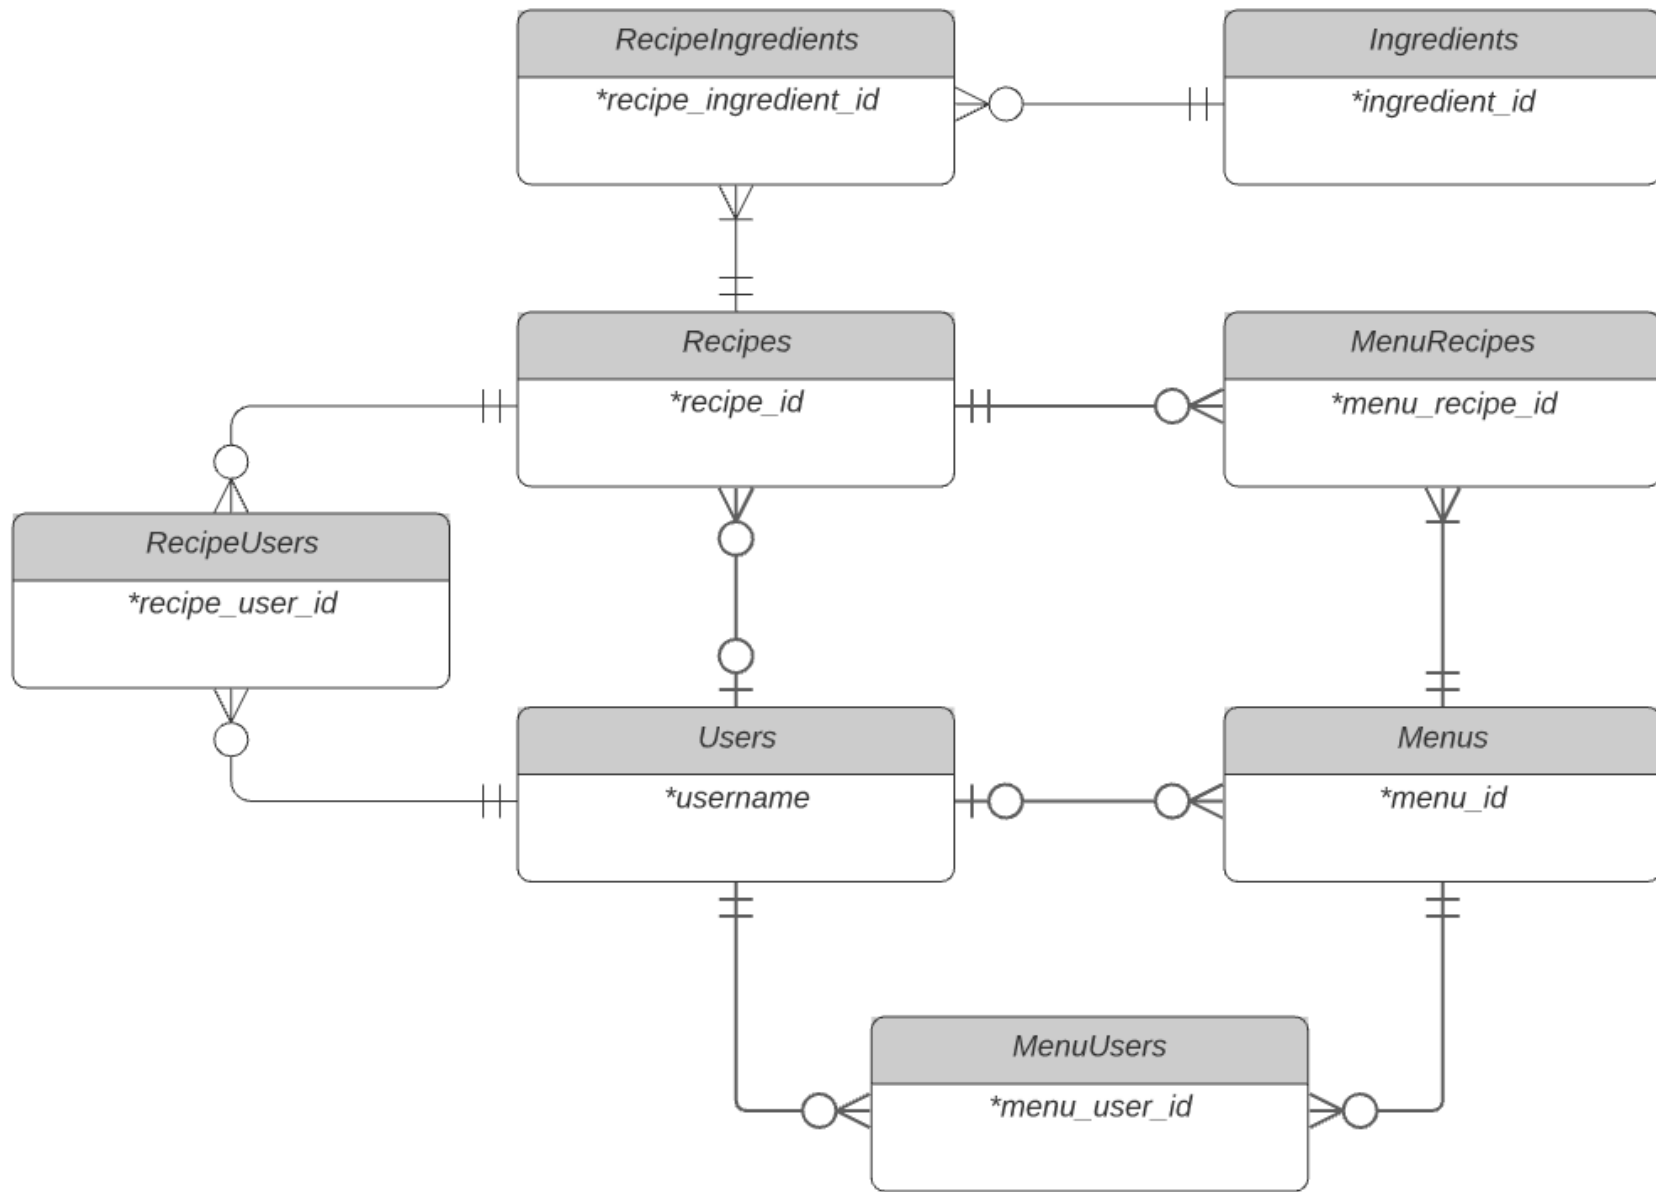 RecipeIngredients
*recipe_ingredient_id
Ingredients
*ingredient_id
Recipes
*recipe_id
MenuRecipes
*menu_recipe_id
RecipeUsers
*recipe_user_id
Users
*username
Menus
*menu_id
MenuUsers
*menu_user_id